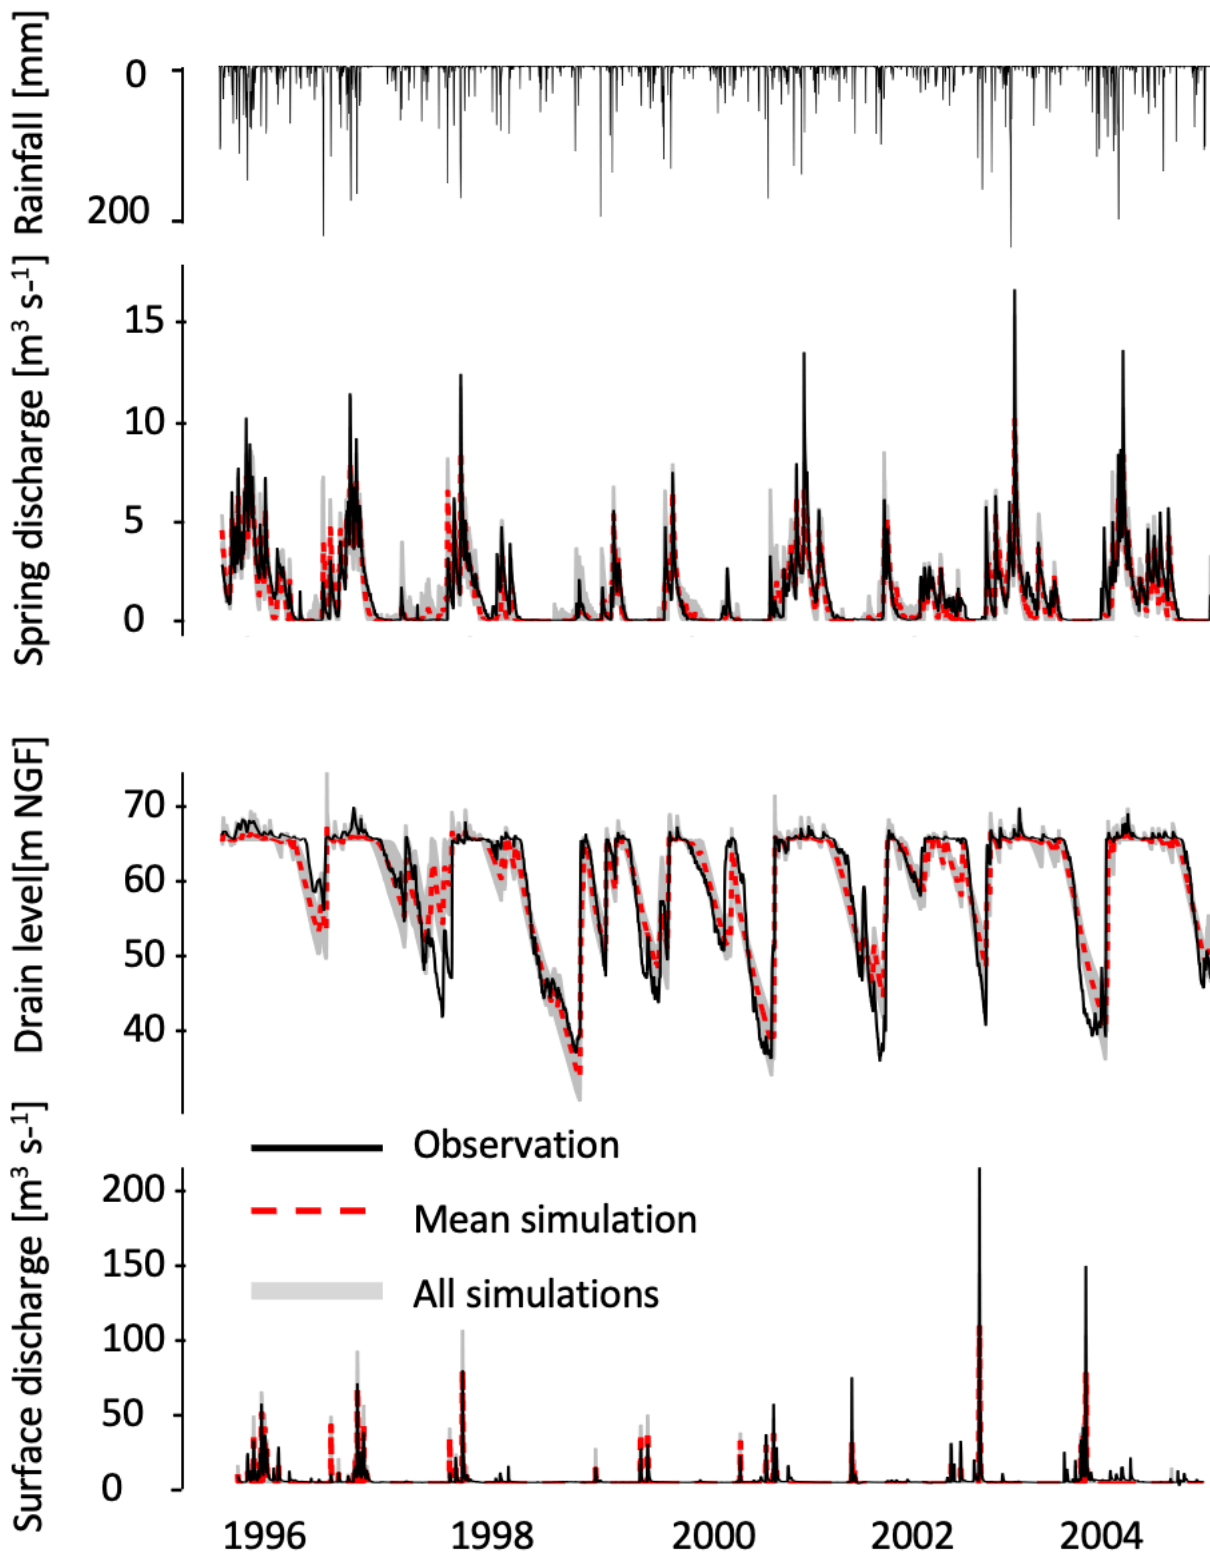 Rainfall [mm]
0
200
Spring discharge [m³ s-¹]
15
10
5
0
Drain level[m NGF]
70
60
50
40
Surface discharge [m³ s-¹]
200
150
100
50
0
Observation
Mean simulation
All simulations
1996 1998 2000 2002 2004